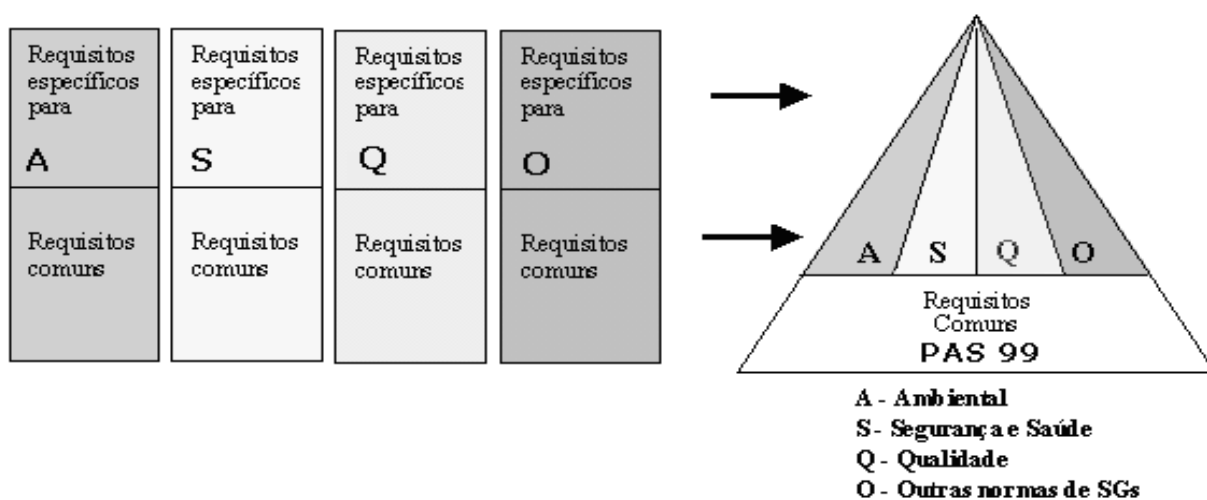 Requisitos
específicos
para
A
Requisitos
específicos
para
S
Requisitos
específicos
para
Q
Requisitos
específicos
para
O
Requisitos
comuns
Requisitos
comuns
Requisitos
comuns
Requisitos
comuns
A S Q O
Requisitos
Comuns
PAS 99
A - Ambiental
S - Segurança e Saúde
Q - Qualidade
O - Outras normas de SGs